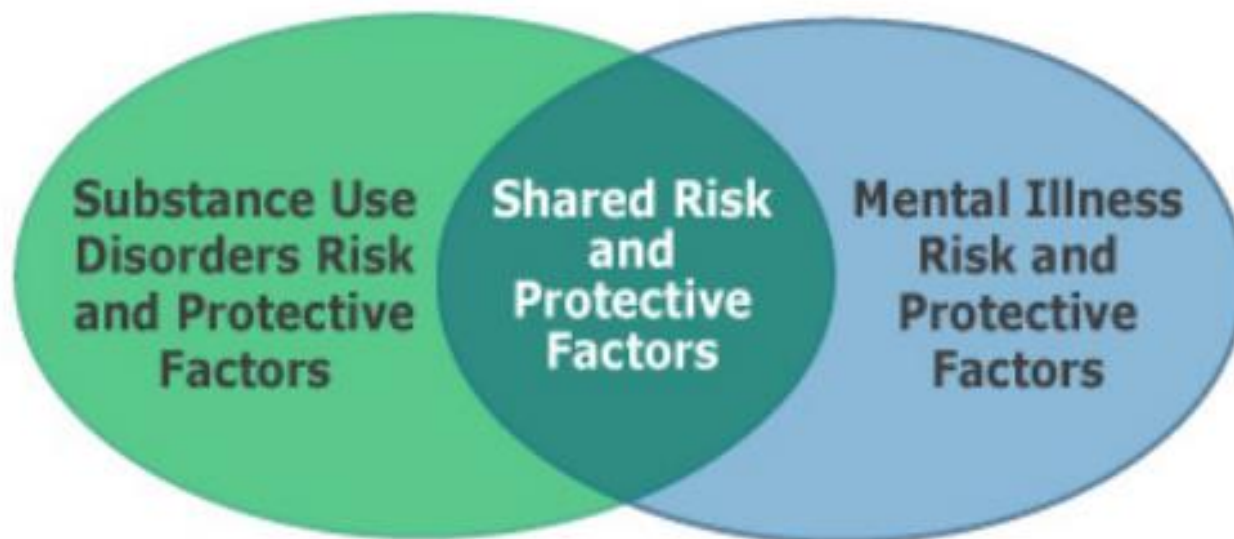 Substance Use
Disorders Risk
and Protective
Factors
Shared Risk
and
Protective
Factors
Mental Illness
Risk and
Protective
Factors